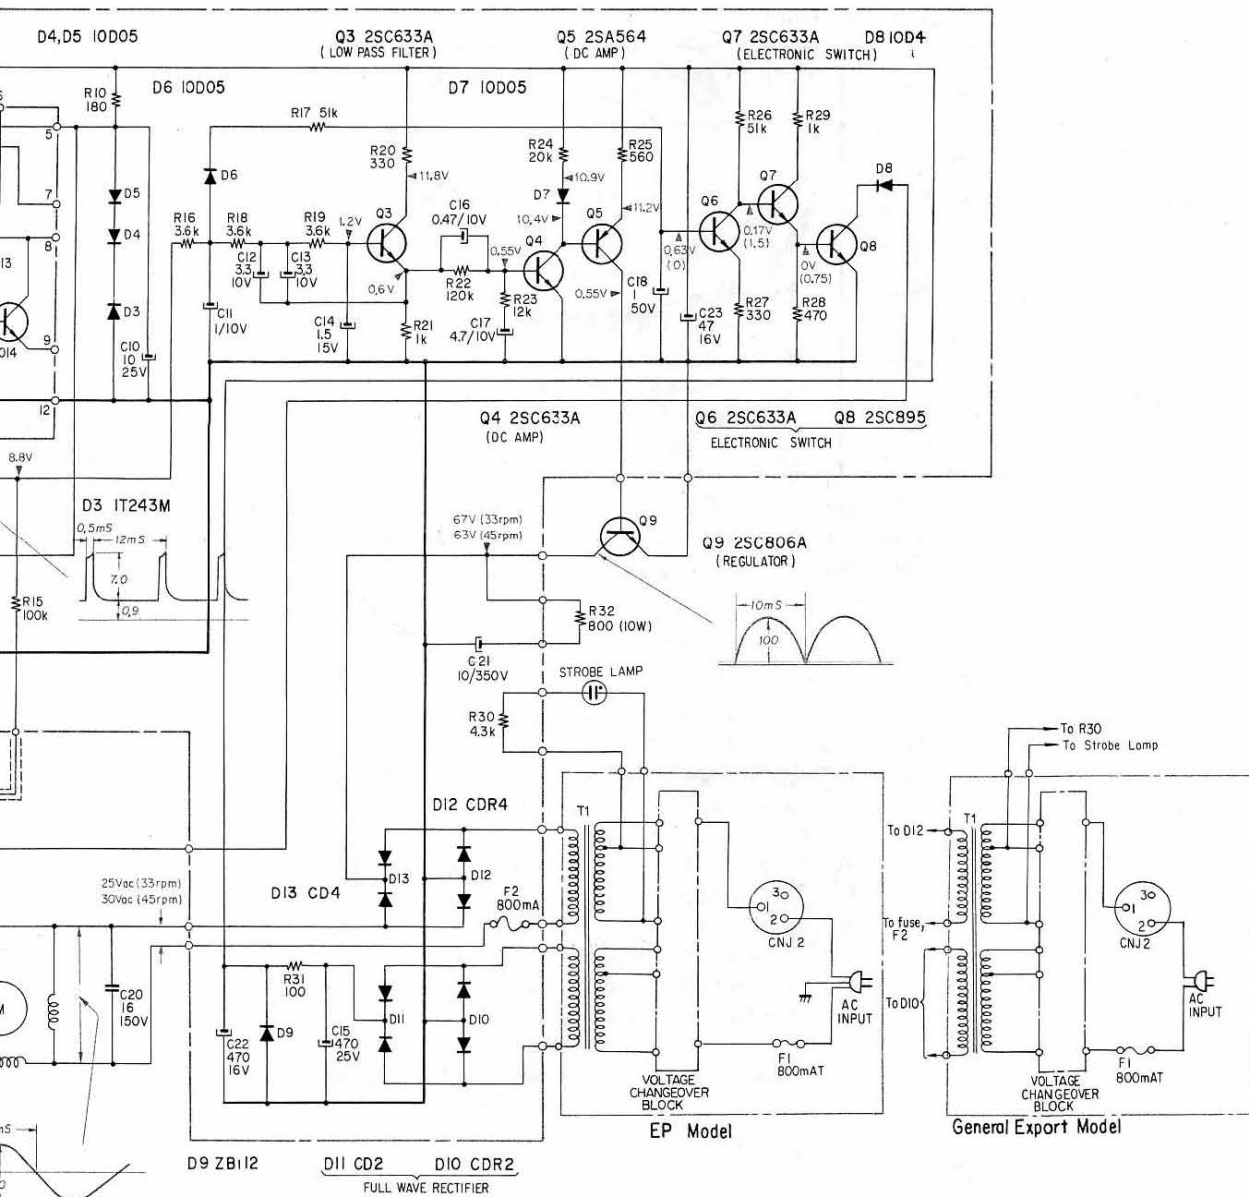 D4,D5 10D05
Q3 2SC633A
(LOW PASS FILTER)
Q5 2SA564
(DC AMP)
Q7 2SC633A
(ELECTRONIC SWITCH)
D8 10D4
R10
180
D6 10D05
D7 10D05
5
7
8
9
12
13
D5
D4
D3
C10
10
25V
R17 51k
D6
R16
3.6k
R18
3.6k
R19
3.6k
C12
3.3
10V
C13
3.3
10V
C11
1/10V
C14
1.5
15V
1.2V
R20
330
11.8V
Q3
0.6V
R21
1k
C16
0.47/10V
R22
120k
0.55V
R23
12k
C17
4.7/10V
R24
20k
10.9V
D7
10.4V
Q4
Q5
R25
560
11.2V
0.55V
C18
1
50V
0.63V
(0)
Q6
R26
51k
R29
1k
Q7
0.17V
(1.5)
0V
(0.75)
D8
Q8
C23
47
16V
R27
330
R28
470
Q4 2SC633A
(DC AMP)
Q6 2SC633A
Q8 2SC895
ELECTRONIC SWITCH
8.8V
D3 1T243M
0.5mS
12mS
7.0
0.9
R15
100k
67V (33rpm)
63V (45rpm)
Q9
Q9 2SC806A
(REGULATOR)
10mS
100
R32
800 (10W)
C21
10/350V
STROBE LAMP
R30
4.3k
To R30
To Strobe Lamp
D12 CDR4
D13 CD4
D13
D12
F2
800mA
25Vac (33rpm)
30Vac (45rpm)
T1
3
1
2
CNJ 2
AC
INPUT
F1
800mAT
VOLTAGE
CHANGEOVER
BLOCK
EP Model
To D12
To fuse,
F2
To D10
T1
3
1
2
CNJ2
AC
INPUT
F1
800mAT
VOLTAGE
CHANGEOVER
BLOCK
General Export Model
M
C20
16
150V
R31
100
C22
470
16V
D9
C15
470
25V
D11
D10
D9 ZB1 12
D11 CD2
D10 CDR2
FULL WAVE RECTIFIER